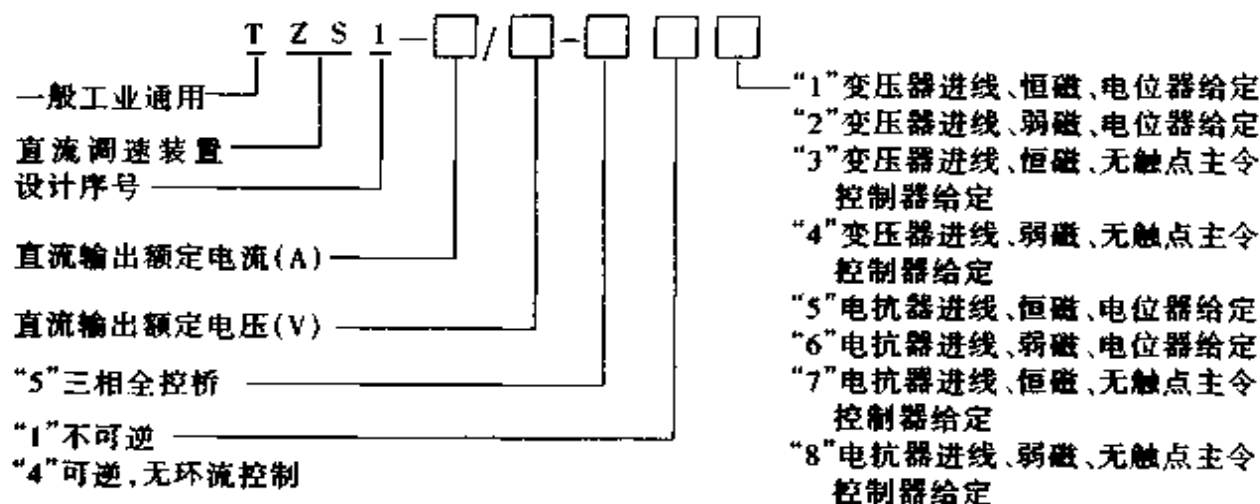 T ZS 1-□/□-□□□
一般工业通用
直流调速装置
设计序号
直流输出额定电流(A)
直流输出额定电压(V)
“5”三相全控桥
“1”不可逆
“4”可逆,无环流控制
“1”变压器进线、恒磁、电位器给定
“2”变压器进线、弱磁、电位器给定
“3”变压器进线、恒磁、无触点主令
控制器给定
“4”变压器进线、弱磁、无触点主令
控制器给定
“5”电抗器进线、恒磁、电位器给定
“6”电抗器进线、弱磁、电位器给定
“7”电抗器进线、恒磁、无触点主令
控制器给定
“8”电抗器进线、弱磁、无触点主令
控制器给定